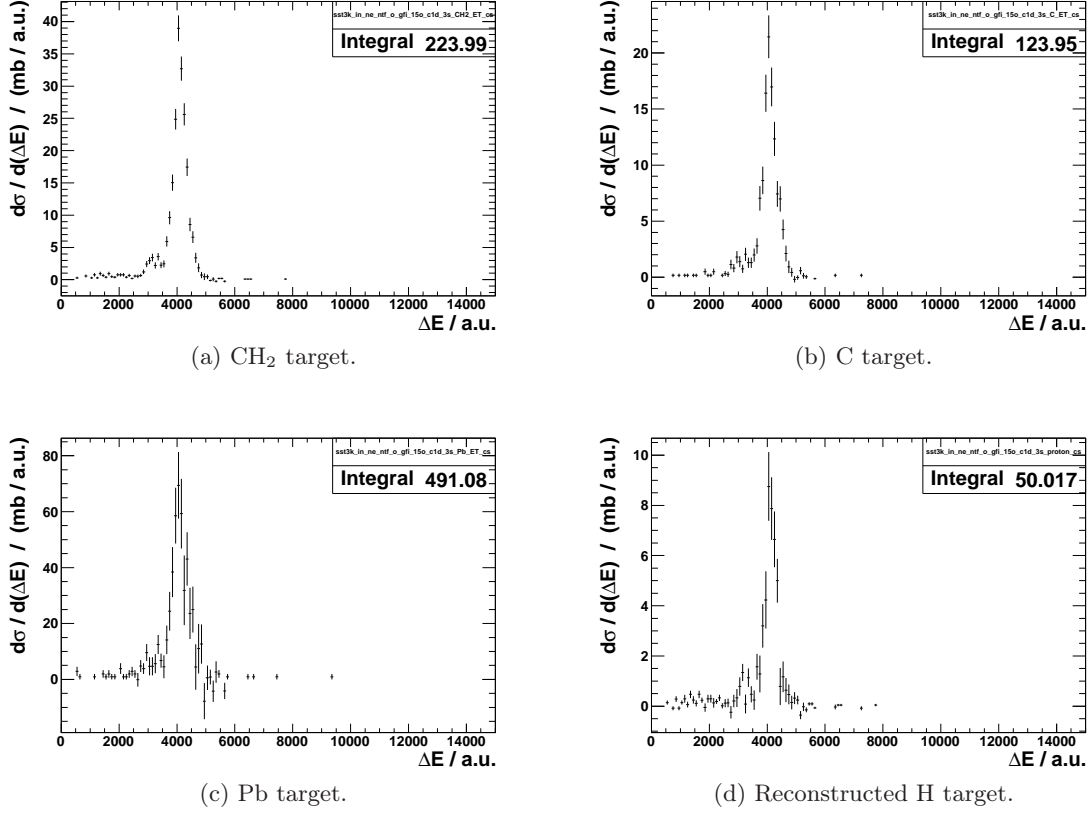 sst3k_in_ne_ntf_o_gfi_15o_c1d_3s_CH2_ET_cs
Integral 223.99
dσ / d(ΔE) / (mb / a.u.)
40
35
30
25
20
15
10
5
0
0 2000 4000 6000 8000 10000 12000 14000
ΔE / a.u.
(a) CH₂ target.
sst3k_in_ne_ntf_o_gfi_15o_c1d_3s_C_ET_cs
Integral 123.95
dσ / d(ΔE) / (mb / a.u.)
20
15
10
5
0
0 2000 4000 6000 8000 10000 12000 14000
ΔE / a.u.
(b) C target.
sst3k_in_ne_ntf_o_gfi_15o_c1d_3s_Pb_ET_cs
Integral 491.08
dσ / d(ΔE) / (mb / a.u.)
80
60
40
20
0
0 2000 4000 6000 8000 10000 12000 14000
ΔE / a.u.
(c) Pb target.
sst3k_in_ne_ntf_o_gfi_15o_c1d_3s_proton_cs
Integral 50.017
dσ / d(ΔE) / (mb / a.u.)
10
8
6
4
2
0
0 2000 4000 6000 8000 10000 12000 14000
ΔE / a.u.
(d) Reconstructed H target.